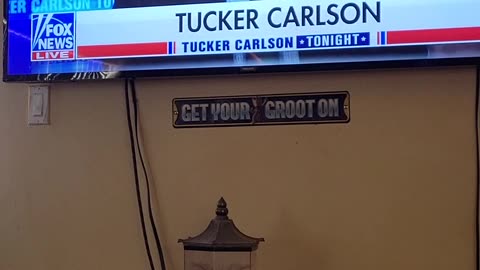 ER CARLSON TO
FOX
NEWS
LIVE
TUCKER CARLSON
TUCKER CARLSON TONIGHT
GET YOUR GROOT ON